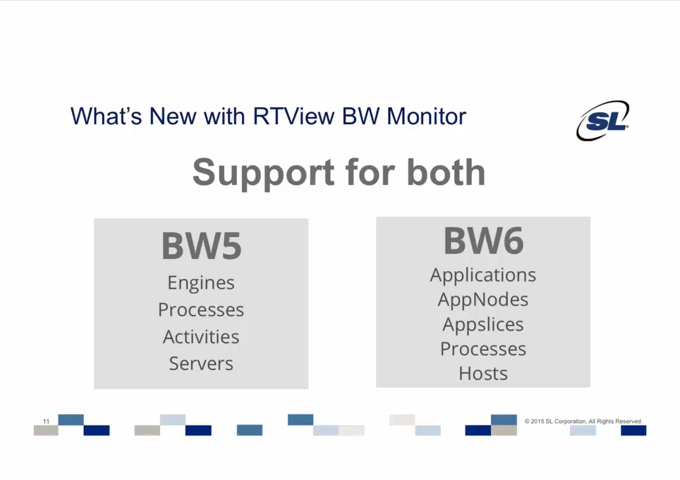 What's New with RTView BW Monitor
SL
Support for both
BW5
Engines
Processes
Activities
Servers
BW6
Applications
AppNodes
Appslices
Processes
Hosts
11
© 2015 SL Corporation. All Rights Reserved.